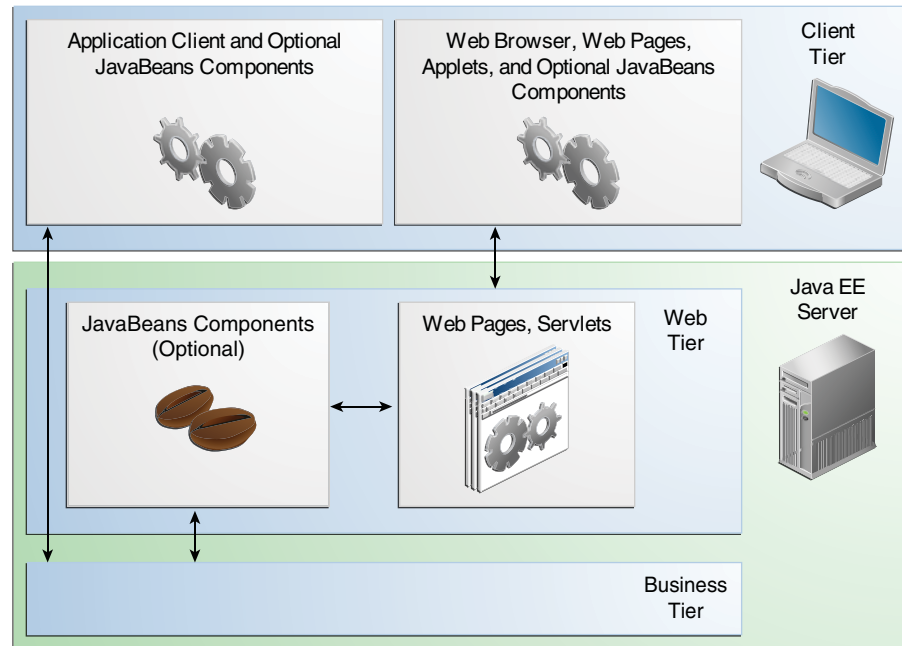 Application Client and Optional
JavaBeans Components
Web Browser, Web Pages,
Applets, and Optional JavaBeans
Components
Client
Tier
JavaBeans Components
(Optional)
Web Pages, Servlets
Web
Tier
Java EE
Server
Business
Tier